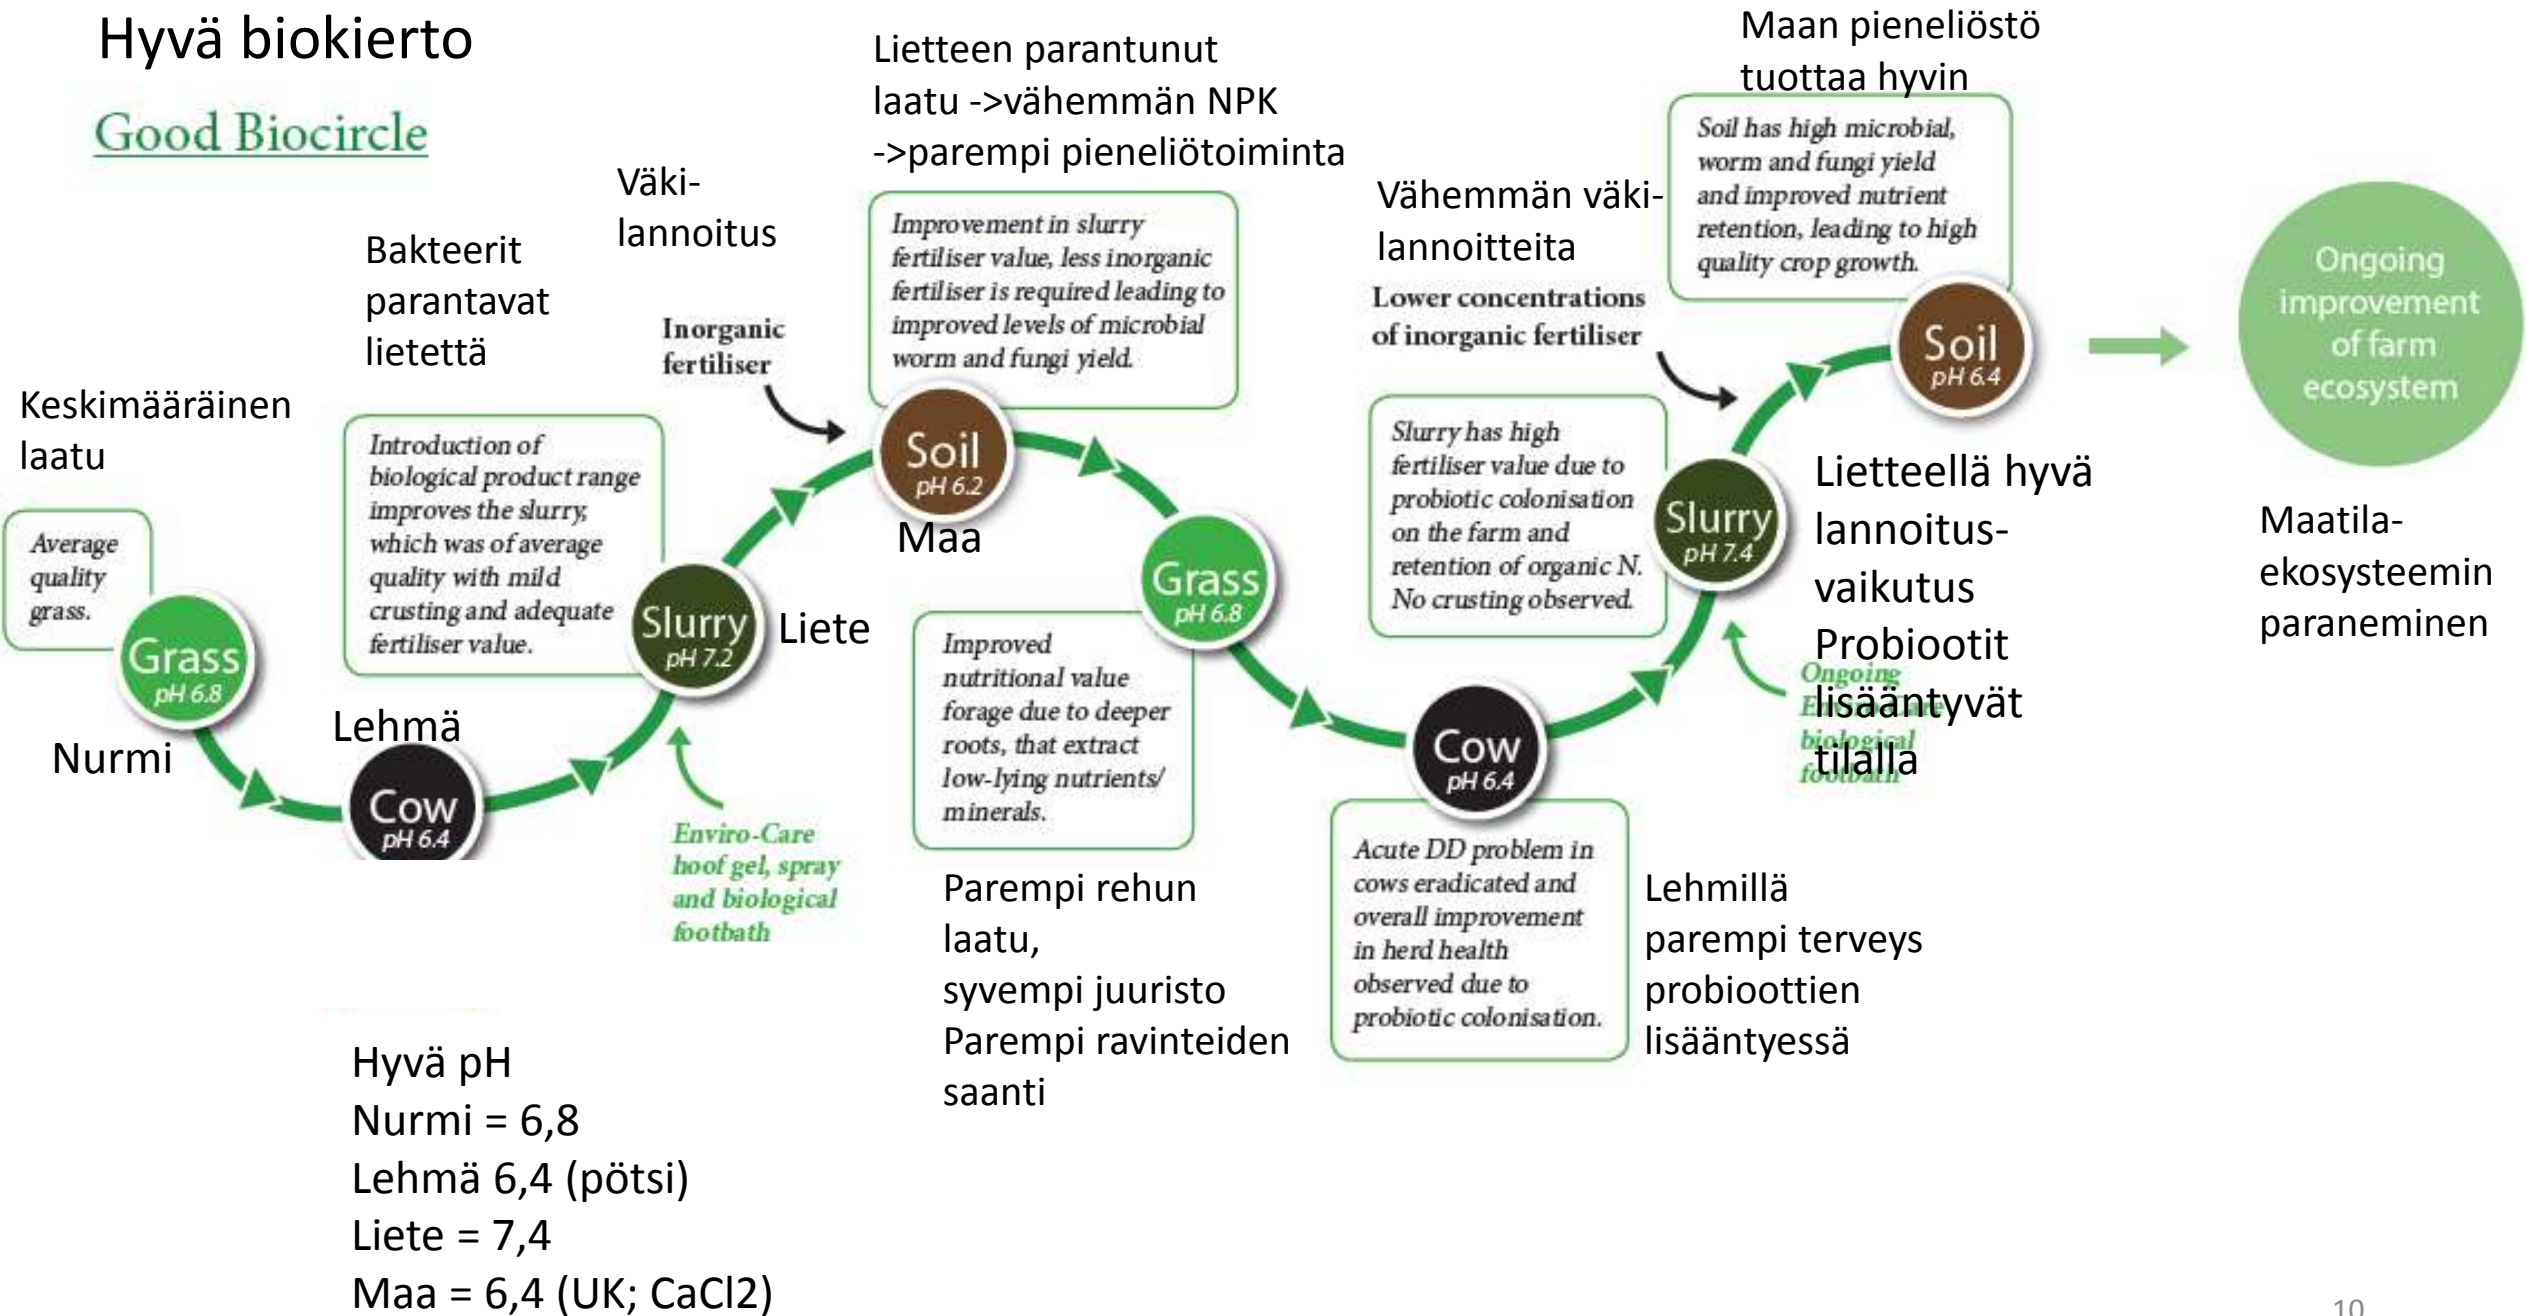 Hyvä biokierto
Good Biocircle
Keskimääräinen
laatu
Average
quality
grass.
Grass
pH 6.8
Nurmi
Bakteerit
parantavat
lietettä
Introduction of
biological product range
improves the slurry,
which was of average
quality with mild
crusting and adequate
fertiliser value.
Lehmä
Cow
pH 6.4
Slurry
pH 7.2
Liete
Enviro-Care
hoof gel, spray
and biological
footbath
Väki-
lannoitus
Inorganic
fertiliser
Lietteen parantunut
laatu ->vähemmän NPK
->parempi pieneliötoiminta
Improvement in slurry
fertiliser value, less inorganic
fertiliser is required leading to
improved levels of microbial
worm and fungi yield.
Soil
pH 6.2
Maa
Grass
pH 6.8
Improved
nutritional value
forage due to deeper
roots, that extract
low-lying nutrients/
minerals.
Parempi rehun
laatu,
syvempi juuristo
Parempi ravinteiden
saanti
Cow
pH 6.4
Acute DD problem in
cows eradicated and
overall improvement
in herd health
observed due to
probiotic colonisation.
Lehmillä
parempi terveys
probioottien
lisääntyessä
Vähemmän väki-
lannoitteita
Lower concentrations
of inorganic fertiliser
Slurry has high
fertiliser value due to
probiotic colonisation
on the farm and
retention of organic N.
No crusting observed.
Slurry
pH 7.4
Lietteellä hyvä
lannoitus-
vaikutus
Probiootit
lisääntyvät
tilalla
Ongoing
biological
footbath
Maan pieneliöstö
tuottaa hyvin
Soil has high microbial,
worm and fungi yield
and improved nutrient
retention, leading to high
quality crop growth.
Soil
pH 6.4
Ongoing
improvement
of farm
ecosystem
Maatila-
ekosysteemin
paraneminen
Hyvä pH
Nurmi = 6,8
Lehmä 6,4 (pötsi)
Liete = 7,4
Maa = 6,4 (UK; CaCl2)
10